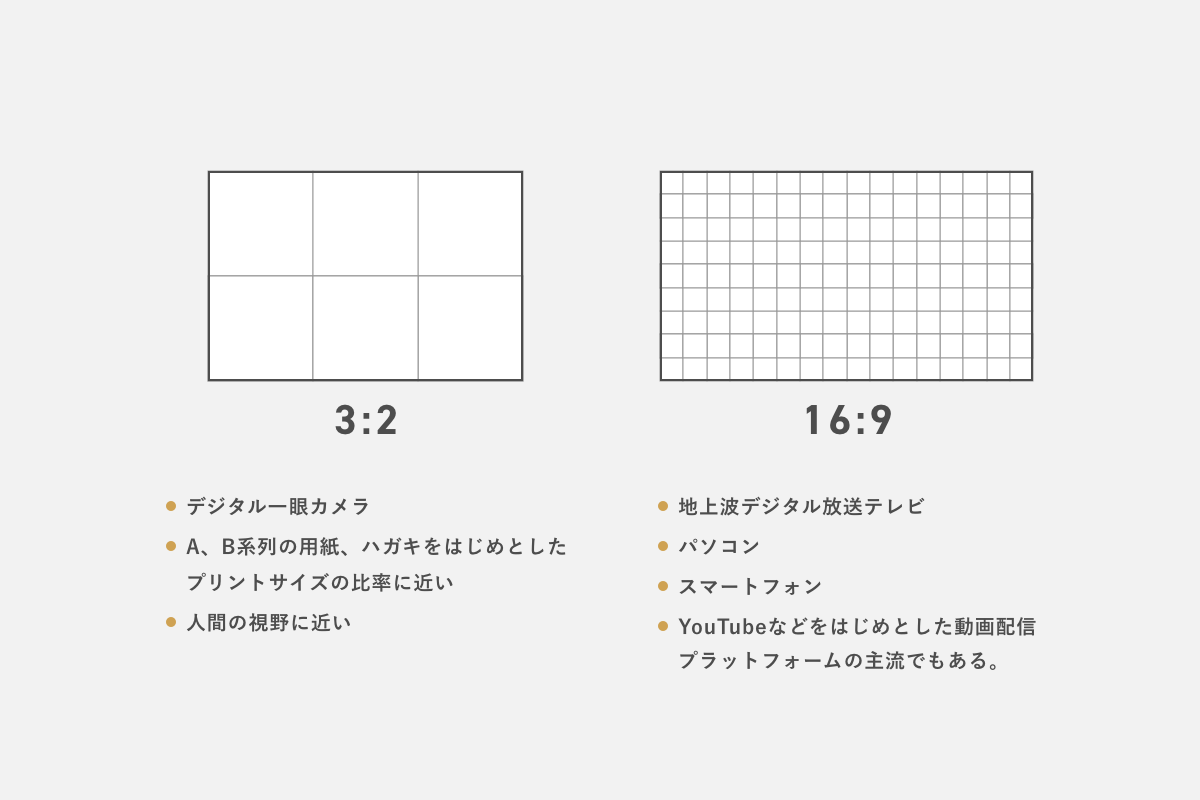 3:2
デジタル一眼カメラ
A、B系列の用紙、ハガキをはじめとした
プリントサイズの比率に近い
人間の視野に近い
16:9
地上波デジタル放送テレビ
パソコン
スマートフォン
YouTubeなどをはじめとした動画配信
プラットフォームの主流でもある。